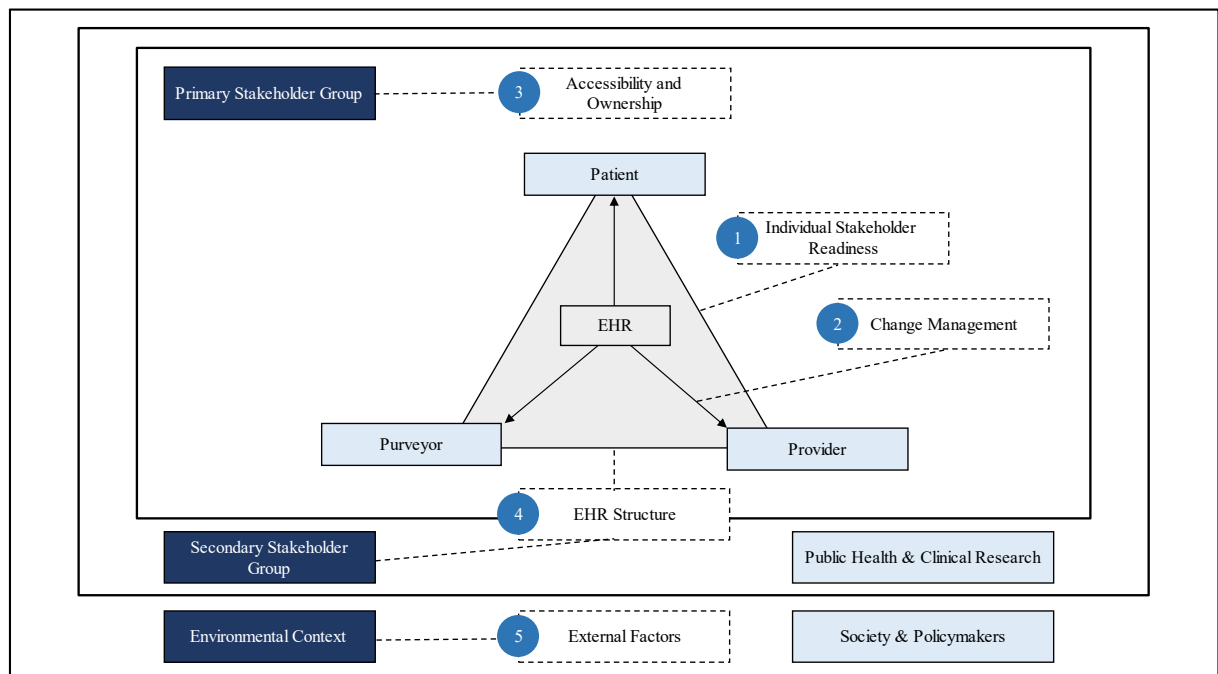 Primary Stakeholder Group
3
Accessibility and
Ownership
Patient
1
Individual Stakeholder
Readiness
EHR
2
Change Management
Purveyor
Provider
4
EHR Structure
Secondary Stakeholder
Group
Public Health & Clinical Research
Environmental Context
5
External Factors
Society & Policymakers